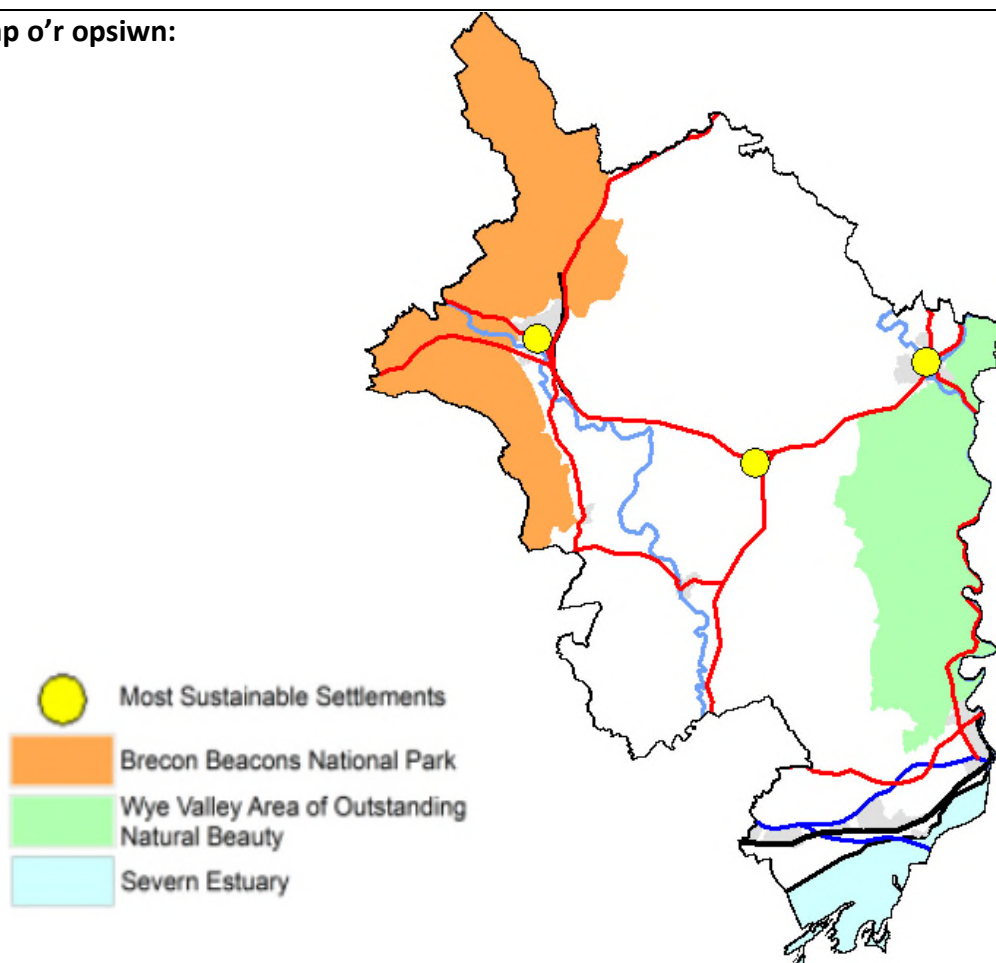 o'r opsiwn:
Most Sustainable Settlements
Brecon Beacons National Park
Wye Valley Area of Outstanding
Natural Beauty
Severn Estuary